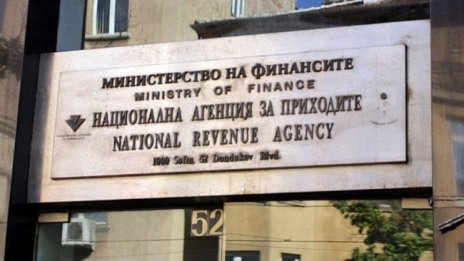 МИНИСТЕРСТВО НА ФИНАНСИТЕ
MINISTRY OF FINANCE
НАЦИОНАЛНА АГЕНЦИЯ ЗА ПРИХОДИТЕ
NATIONAL REVENUE AGENCY
1000 Sofia, 52 Dondukov Blvd.
52